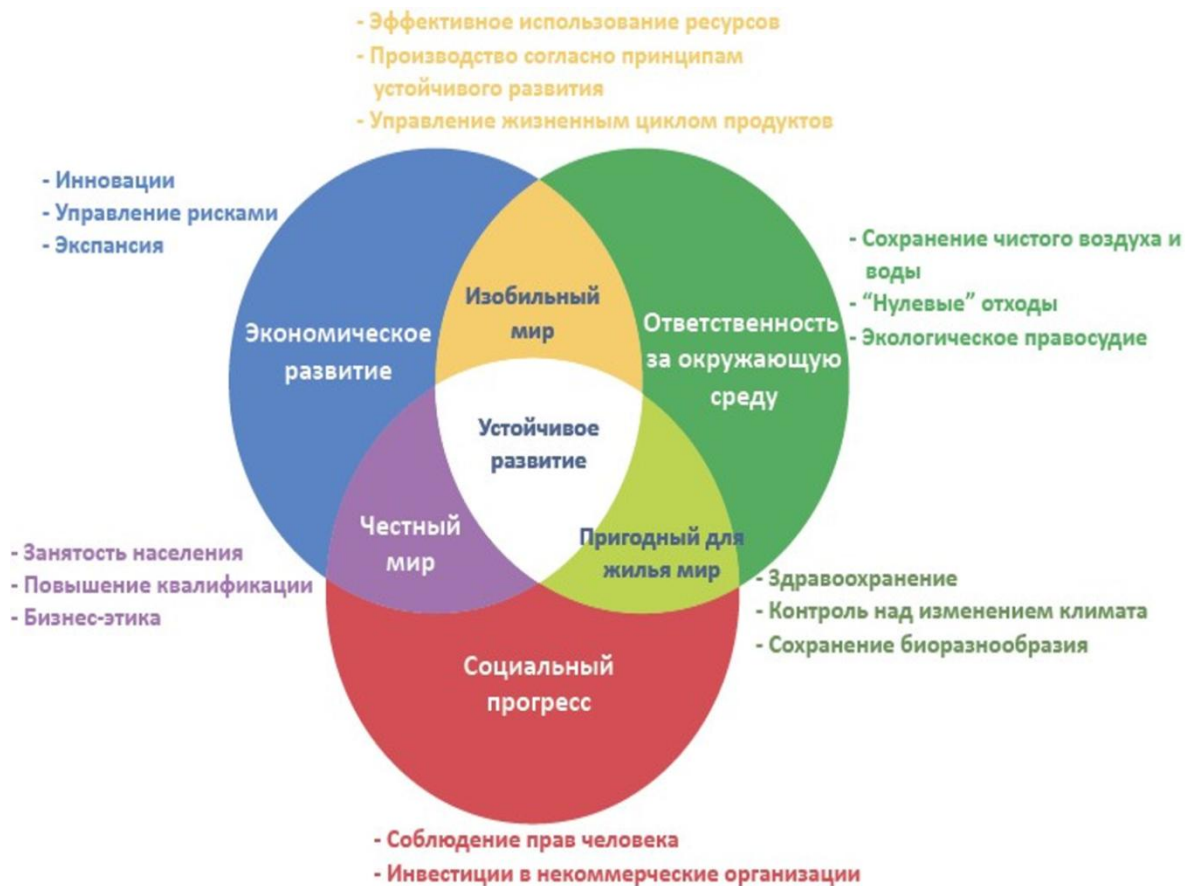 - Эффективное использование ресурсов
- Производство согласно принципам
устойчивого развития
- Управление жизненным циклом продуктов
- Инновации
- Управление рисками
- Экспансия
- Сохранение чистого воздуха и
воды
- “Нулевые” отходы
- Экологическое правосудие
Изобильный
мир
Экономическое
развитие
Ответственность
за окружающую
среду
Устойчивое
развитие
Честный
мир
Пригодный для
жилья мир
- Занятость населения
- Повышение квалификации
- Бизнес-этика
- Здравоохранение
- Контроль над изменением климата
- Сохранение биоразнообразия
Социальный
прогресс
- Соблюдение прав человека
- Инвестиции в некоммерческие организации